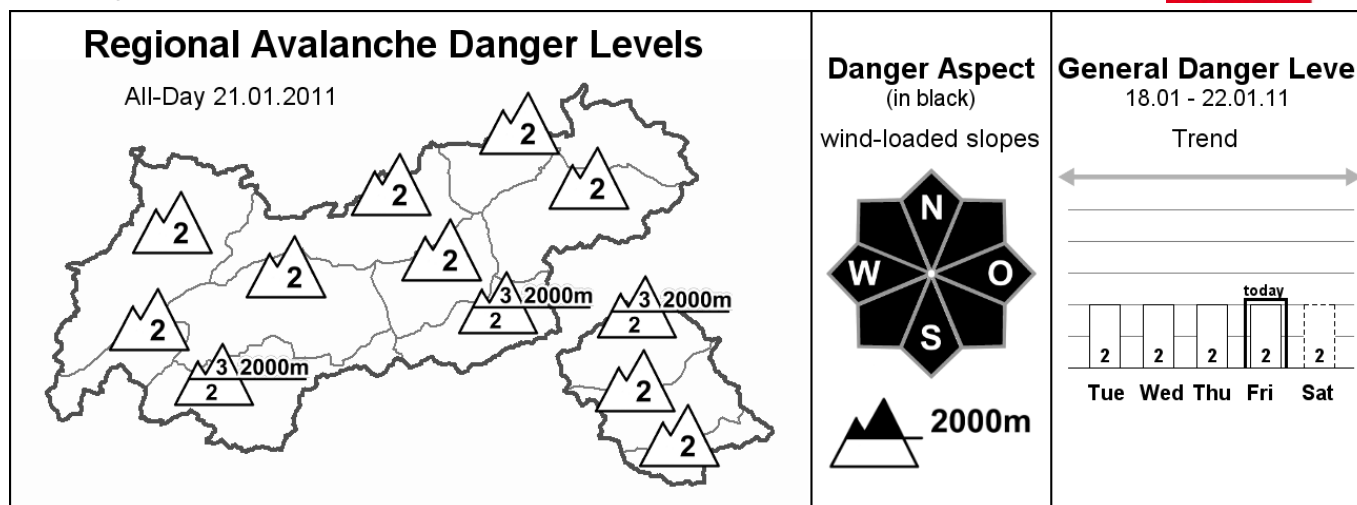 Regional Avalanche Danger Levels
All-Day 21.01.2011
2
2
2
2
2
2
2
3 2000m
2
3 2000m
2
2
3 2000m
2
2
2
Danger Aspect
(in black)
wind-loaded slopes
N
W O
S
2000m
General Danger Leve
18.01 - 22.01.11
Trend
today
2 2 2 2 2
Tue Wed Thu Fri Sat